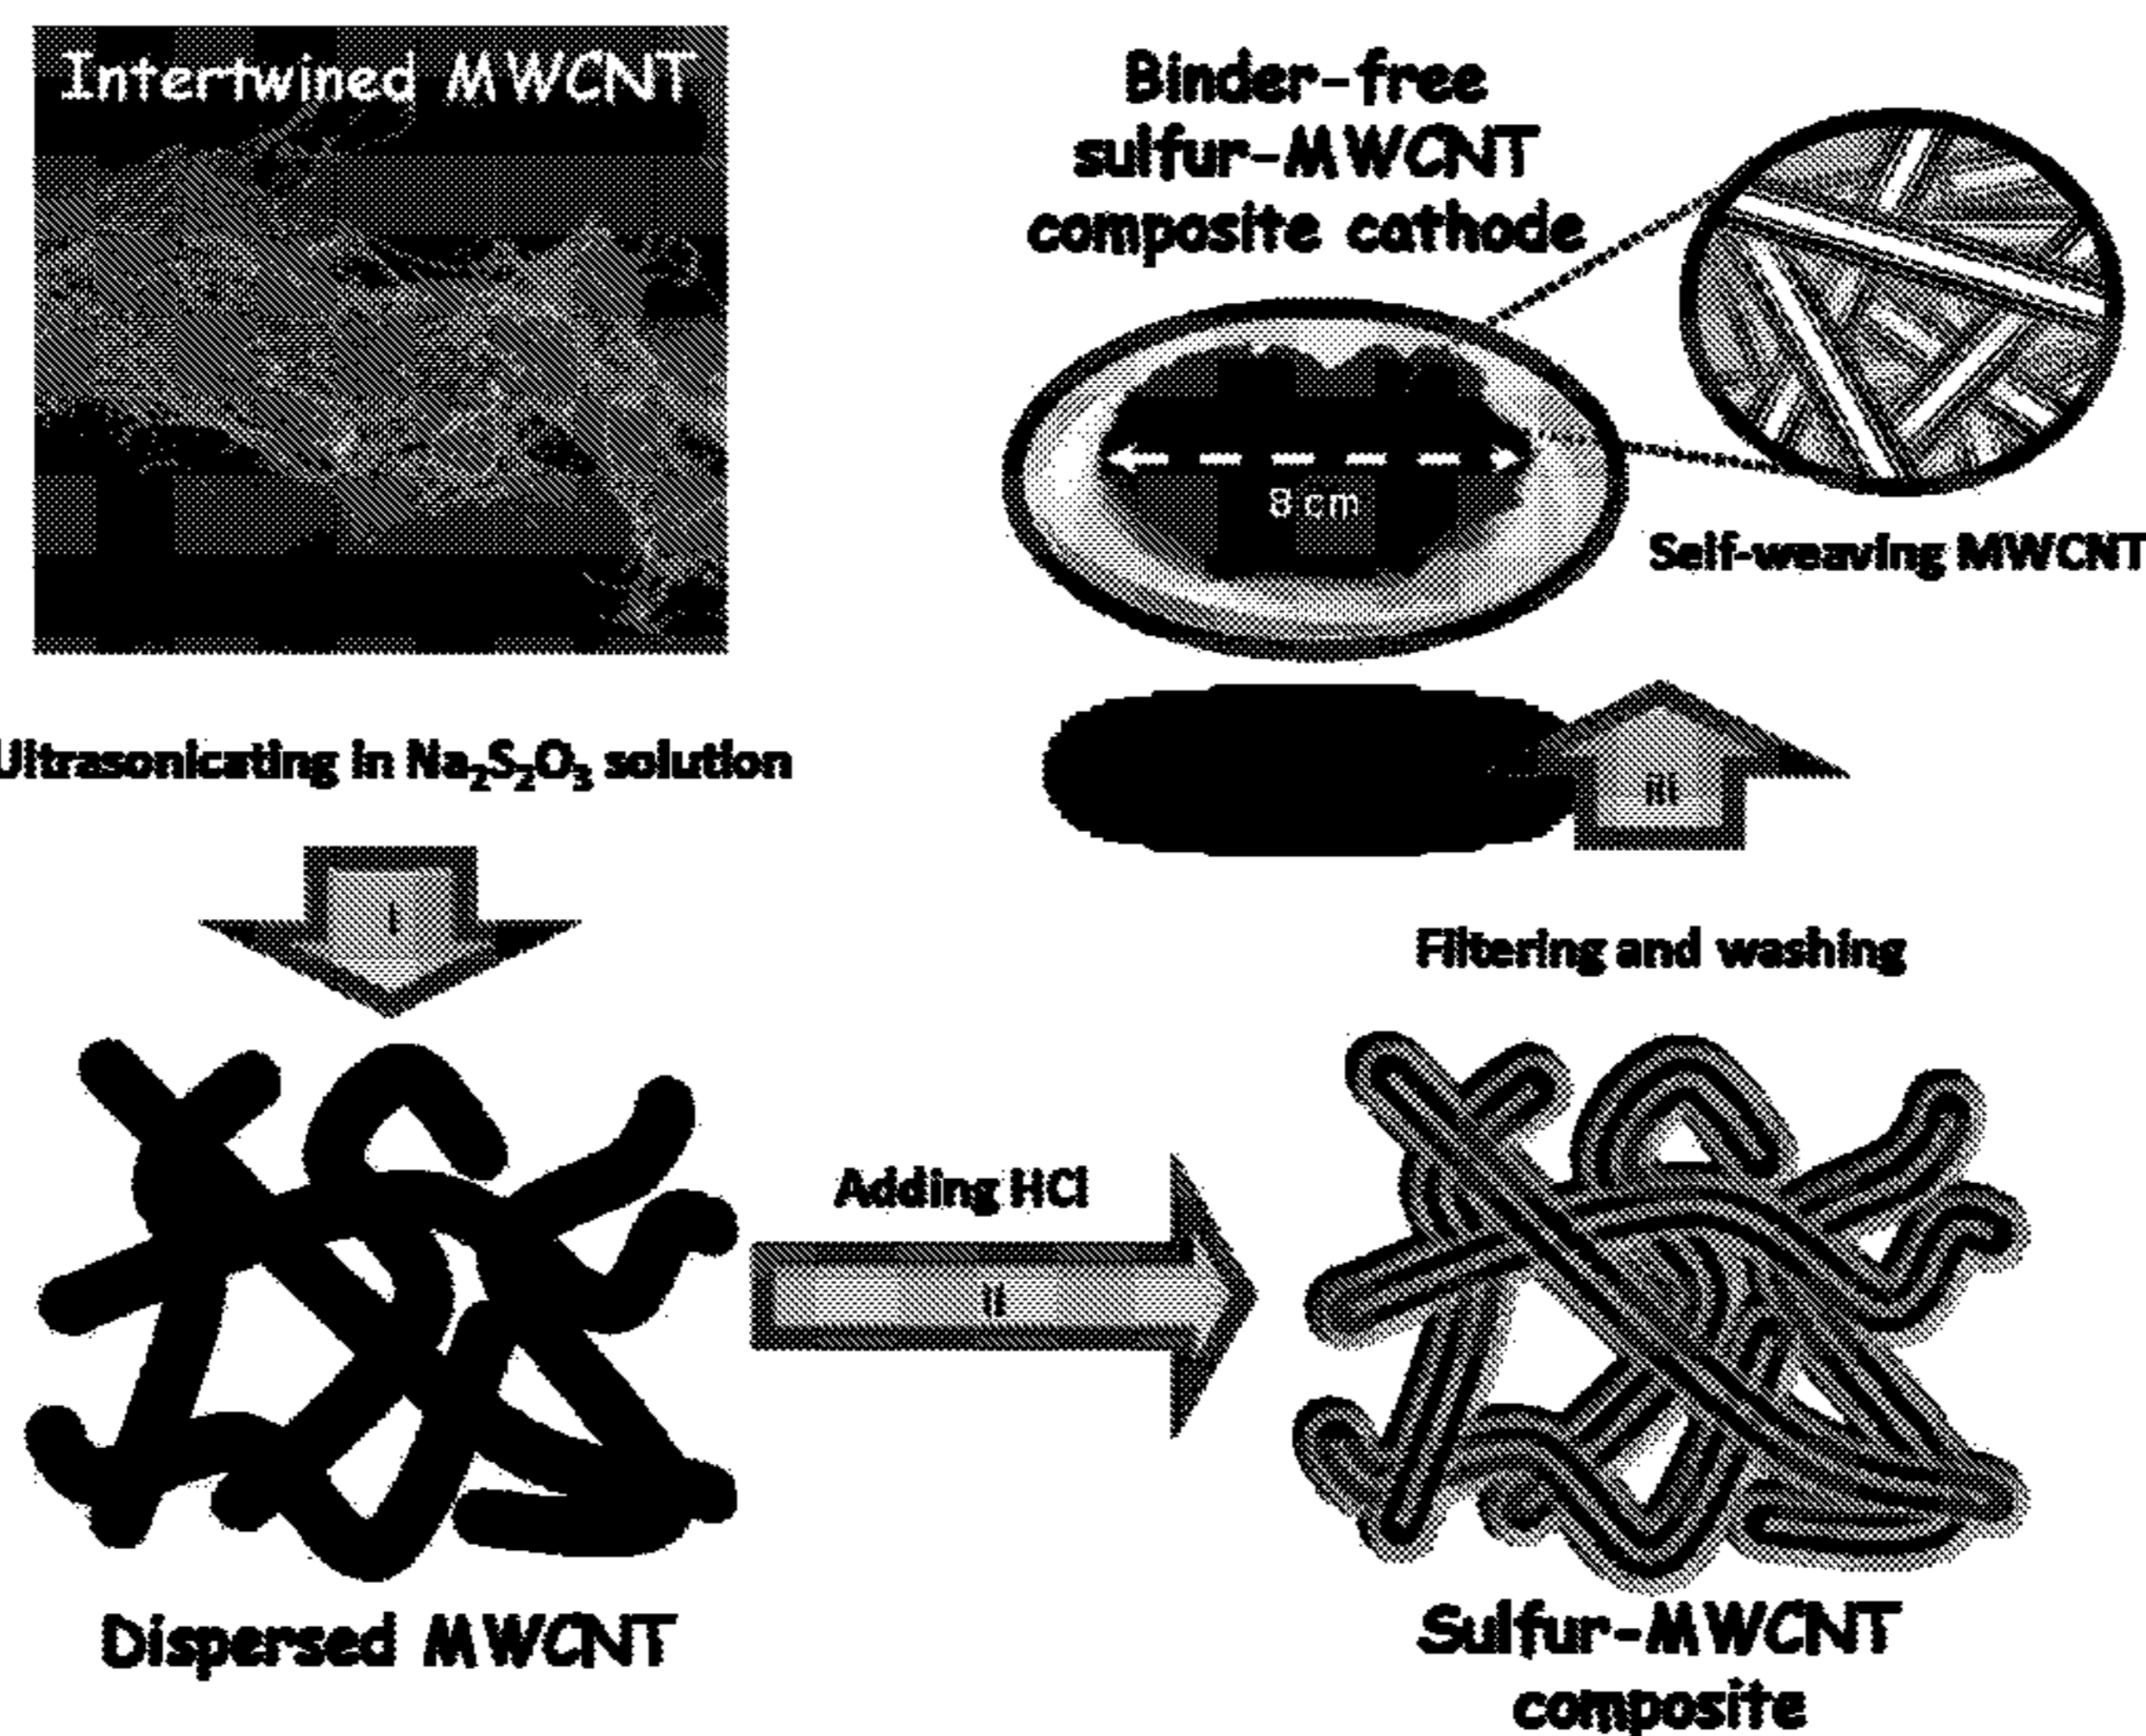 Intertwined MWCNT
Ultrasonicating in Na₂S₂O₃ solution
i
Dispersed MWCNT
Adding HCl
ii
Sulfur-MWCNT
composite
Filtering and washing
iii
Binder-free
sulfur-MWCNT
composite cathode
8 cm
Self-weaving MWCNT